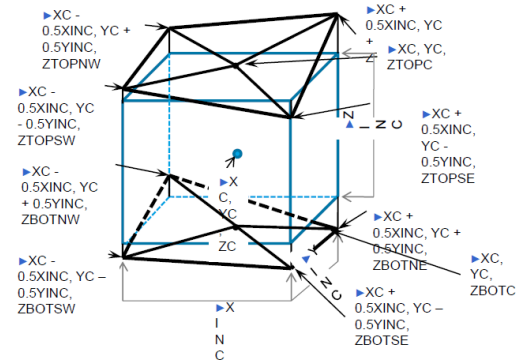 ▶XC -
0.5XINC, YC +
0.5YINC,
ZTOPNW
▶XC +
0.5XINC, YC
+
▶XC, YC,
ZTOPC
▶XC -
0.5XINC, YC
- 0.5YINC,
ZTOPSW
▶XC +
0.5XINC,
YC -
0.5YINC,
ZTOPSE
▶Z
I
N
C
▶XC -
0.5XINC, YC
+ 0.5YINC,
ZBOTNW
▶X
C,
YC,
ZC
▶XC +
0.5XINC, YC +
0.5YINC,
ZBOTNE
▶XC,
YC,
ZBOTC
▶XC -
0.5XINC, YC –
0.5YINC,
ZBOTSW
▶Y
I
N
C
▶X
I
N
C
▶XC +
0.5XINC, YC –
0.5YINC,
ZBOTSE